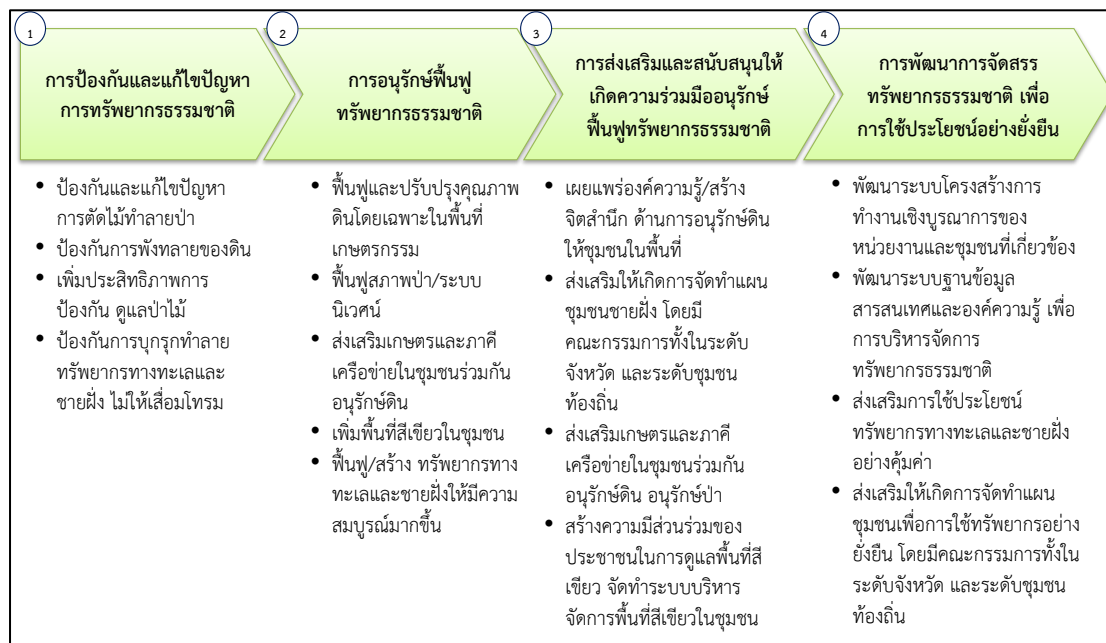 1
การป้องกันและแก้ไขปัญหา
การทรัพยากรธรรมชาติ
• ป้องกันและแก้ไขปัญหา
การตัดไม้ทำลายป่า
• ป้องกันการพังทลายของดิน
• เพิ่มประสิทธิภาพการ
ป้องกัน ดูแลป่าไม้
• ป้องกันการบุกรุกทำลาย
ทรัพยากรทางทะเลและ
ชายฝั่ง ไม่ให้เสื่อมโทรม
2
การอนุรักษ์ฟื้นฟู
ทรัพยากรธรรมชาติ
• ฟื้นฟูและปรับปรุงคุณภาพ
ดินโดยเฉพาะในพื้นที่
เกษตรกรรม
• ฟื้นฟูสภาพป่า/ระบบ
นิเวศน์
• ส่งเสริมเกษตรและภาคี
เครือข่ายในชุมชนร่วมกัน
อนุรักษ์ดิน
• เพิ่มพื้นที่สีเขียวในชุมชน
• ฟื้นฟู/สร้าง ทรัพยากรทาง
ทะเลและชายฝั่งให้มีความ
สมบูรณ์มากขึ้น
3
การส่งเสริมและสนับสนุนให้
เกิดความร่วมมืออนุรักษ์
ฟื้นฟูทรัพยากรธรรมชาติ
• เผยแพร่องค์ความรู้/สร้าง
จิตสำนึก ด้านการอนุรักษ์ดิน
ให้ชุมชนในพื้นที่
• ส่งเสริมให้เกิดการจัดทำแผน
ชุมชนชายฝั่ง โดยมี
คณะกรรมการทั้งในระดับ
จังหวัด และระดับชุมชน
ท้องถิ่น
• ส่งเสริมเกษตรและภาคี
เครือข่ายในชุมชนร่วมกัน
อนุรักษ์ดิน อนุรักษ์ป่า
• สร้างความมีส่วนร่วมของ
ประชาชนในการดูแลพื้นที่สี
เขียว จัดทำระบบบริหาร
จัดการพื้นที่สีเขียวในชุมชน
4
การพัฒนาการจัดสรร
ทรัพยากรธรรมชาติ เพื่อ
การใช้ประโยชน์อย่างยั่งยืน
• พัฒนาระบบโครงสร้างการ
ทำงานเชิงบูรณาการของ
หน่วยงานและชุมชนที่เกี่ยวข้อง
• พัฒนาระบบฐานข้อมูล
สารสนเทศและองค์ความรู้ เพื่อ
การบริหารจัดการ
ทรัพยากรธรรมชาติ
• ส่งเสริมการใช้ประโยชน์
ทรัพยากรทางทะเลและชายฝั่ง
อย่างคุ้มค่า
• ส่งเสริมให้เกิดการจัดทำแผน
ชุมชนเพื่อการใช้ทรัพยากรอย่าง
ยั่งยืน โดยมีคณะกรรมการทั้งใน
ระดับจังหวัด และระดับชุมชน
ท้องถิ่น